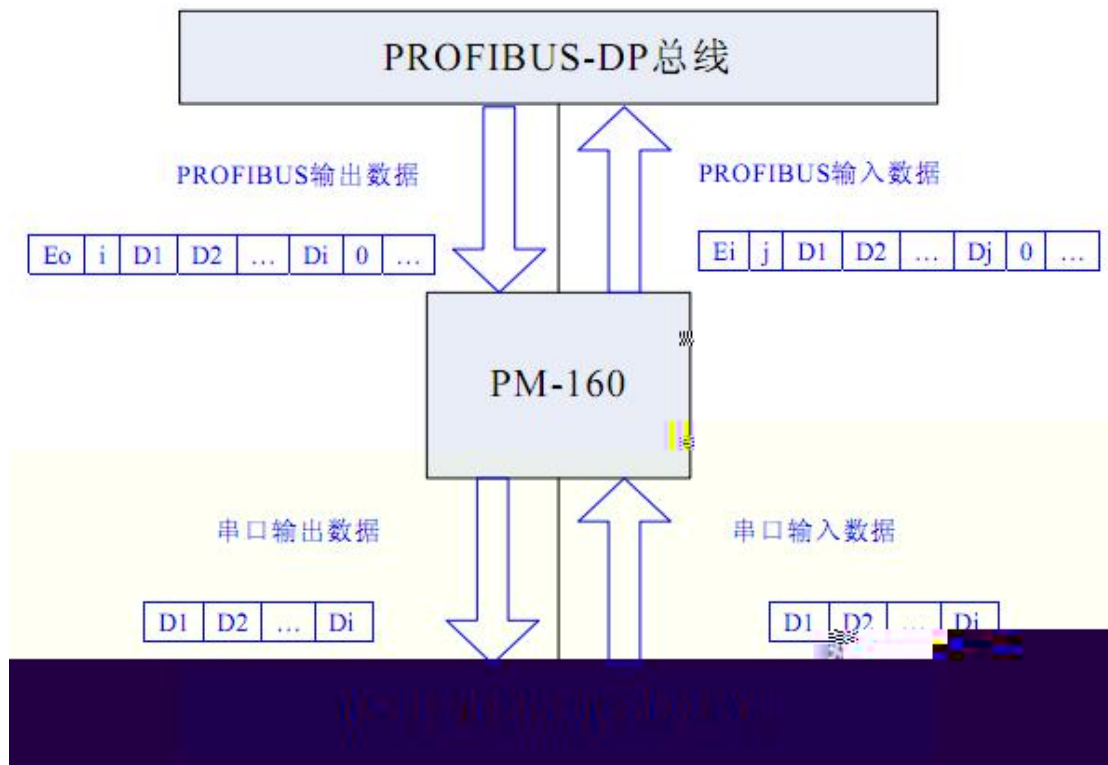 PROFIBUS-DP总线
PROFIBUS输出数据
PROFIBUS输入数据
Eo i D1 D2 … Di 0 …
Ei j D1 D2 … Dj 0 …
PM-160
串口输出数据
串口输入数据
D1 D2 … Di
D1 D2 …